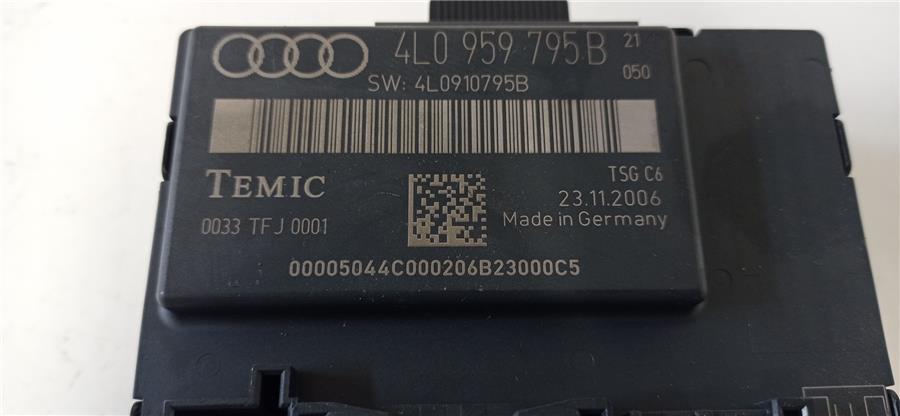 4L0 959 795 B 21
050
SW: 4L0910795B
TEMIC
TSG C6
23.11.2006
0033 TFJ 0001
Made in Germany
00005044C000206B23000C5